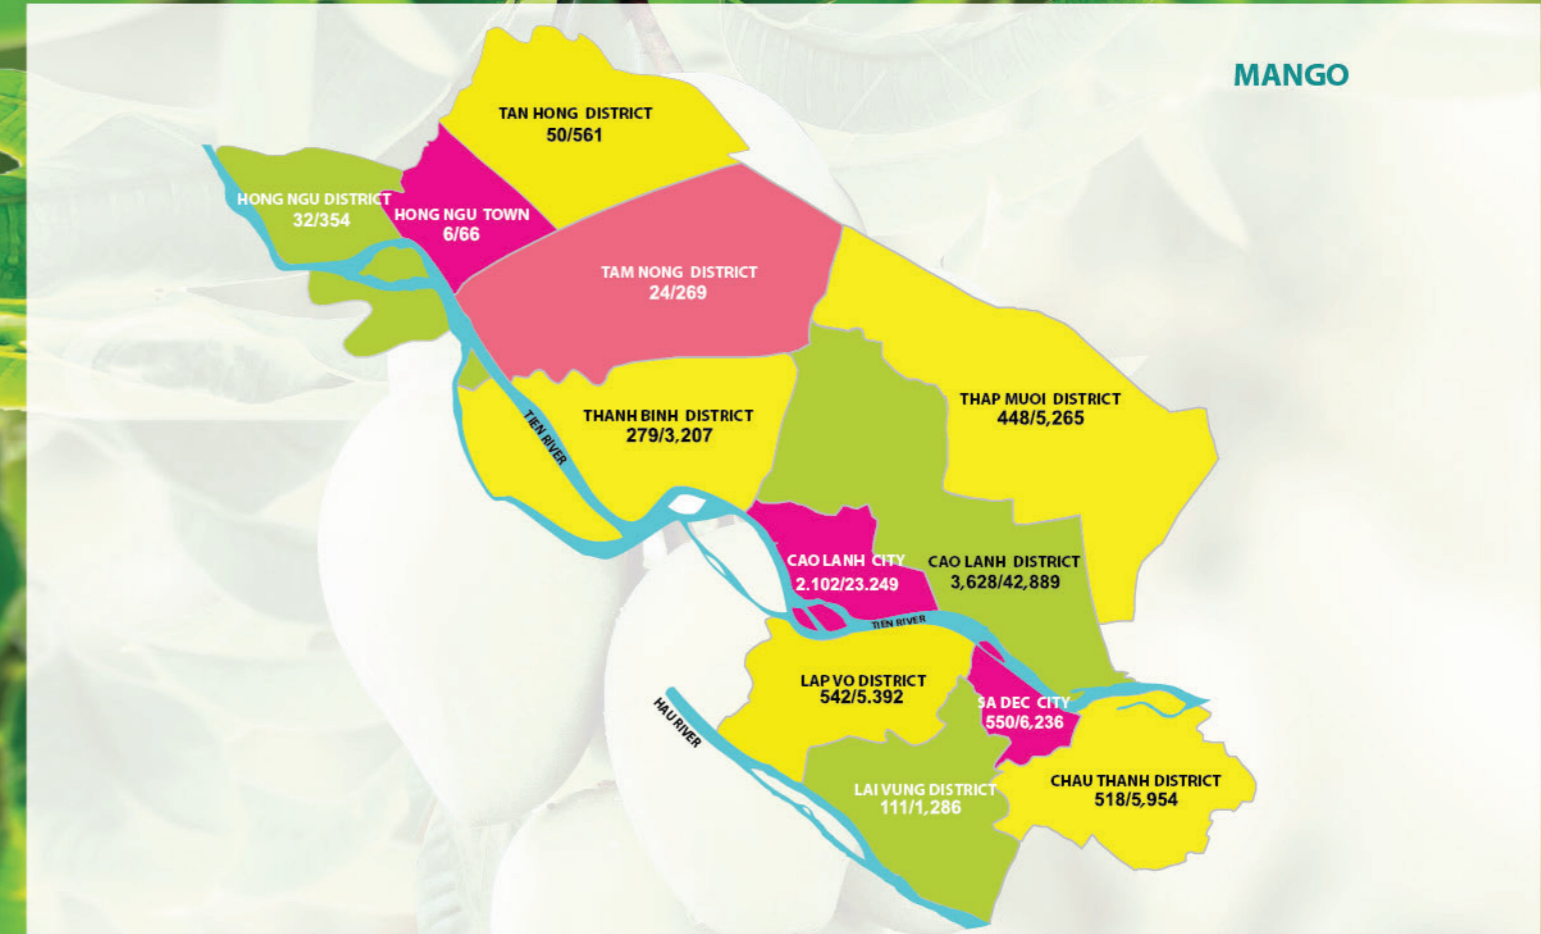 MANGO
TAN HONG DISTRICT
50/561
HONG NGU DISTRICT
32/354
HONG NGU TOWN
6/66
TAM NONG DISTRICT
24/269
THAP MUOI DISTRICT
448/5,265
THANH BINH DISTRICT
279/3,207
TIEN RIVER
CAO LANH CITY
2.102/23.249
CAO LANH DISTRICT
3,628/42,889
TIEN RIVER
LAP VO DISTRICT
542/5.392
SA DEC CITY
550/6,236
HAU RIVER
LAI VUNG DISTRICT
111/1,286
CHAU THANH DISTRICT
518/5,954